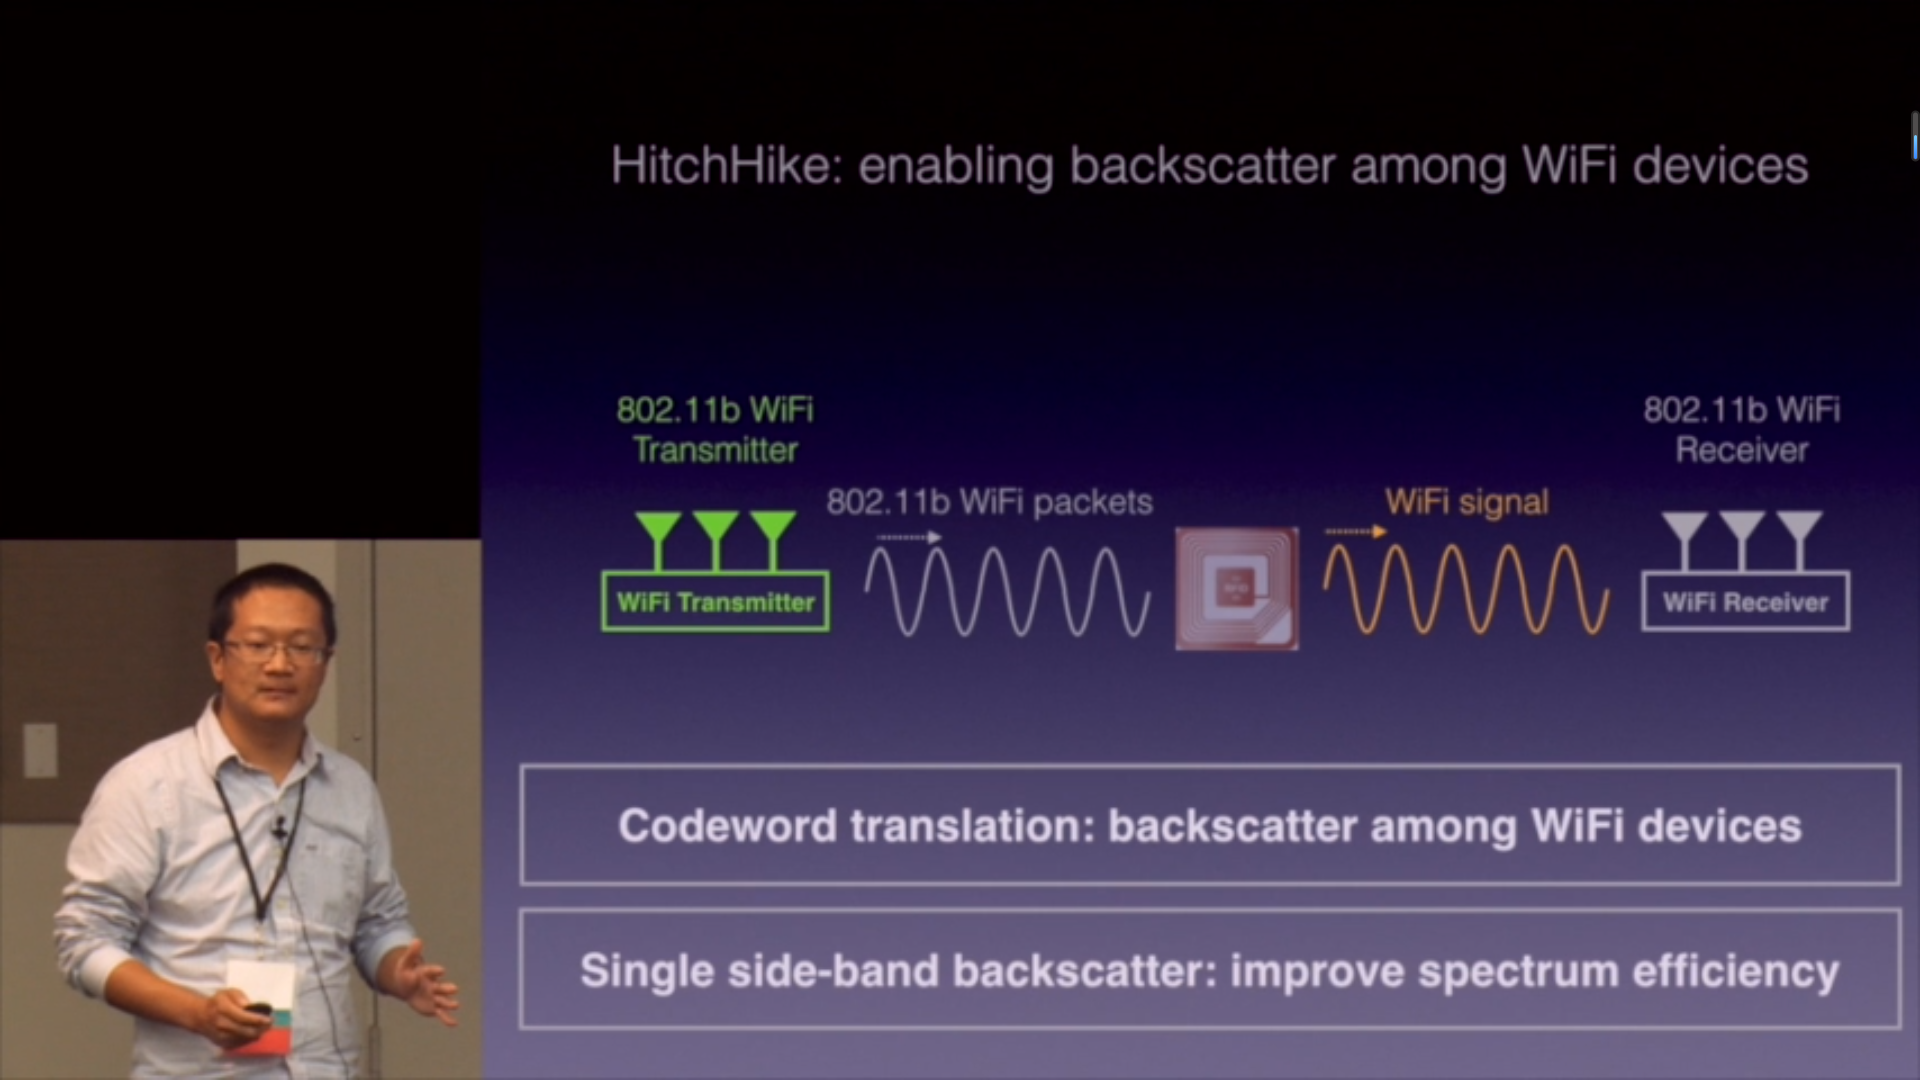 HitchHike: enabling backscatter among WiFi devices
802.11b WiFi
Transmitter
802.11b WiFi
Receiver
802.11b WiFi packets
WiFi signal
WiFi Transmitter
WiFi Receiver
Codeword translation: backscatter among WiFi devices
Single side-band backscatter: improve spectrum efficiency